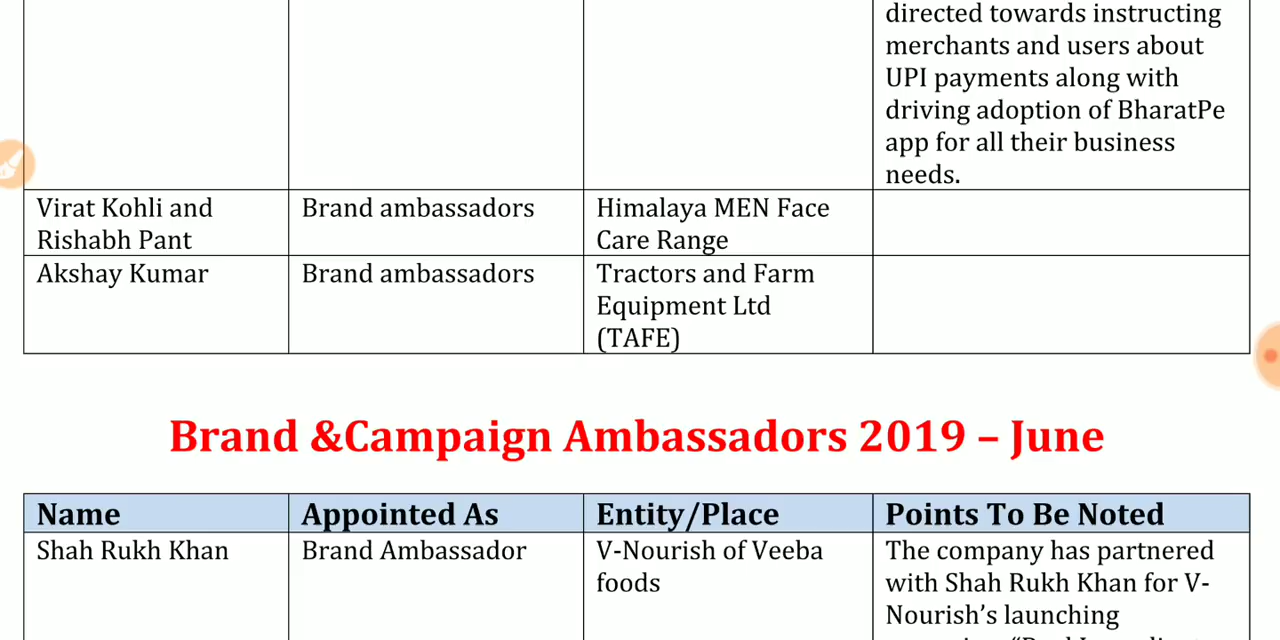 directed towards instructing
merchants and users about
UPI payments along with
driving adoption of BharatPe
app for all their business
needs.
Virat Kohli and
Rishabh Pant
Brand ambassadors
Himalaya MEN Face
Care Range
Akshay Kumar
Brand ambassadors
Tractors and Farm
Equipment Ltd
(TAFE)
Brand &Campaign Ambassadors 2019 – June
Name
Appointed As
Entity/Place
Points To Be Noted
Shah Rukh Khan
Brand Ambassador
V-Nourish of Veeba
foods
The company has partnered
with Shah Rukh Khan for V-
Nourish’s launching